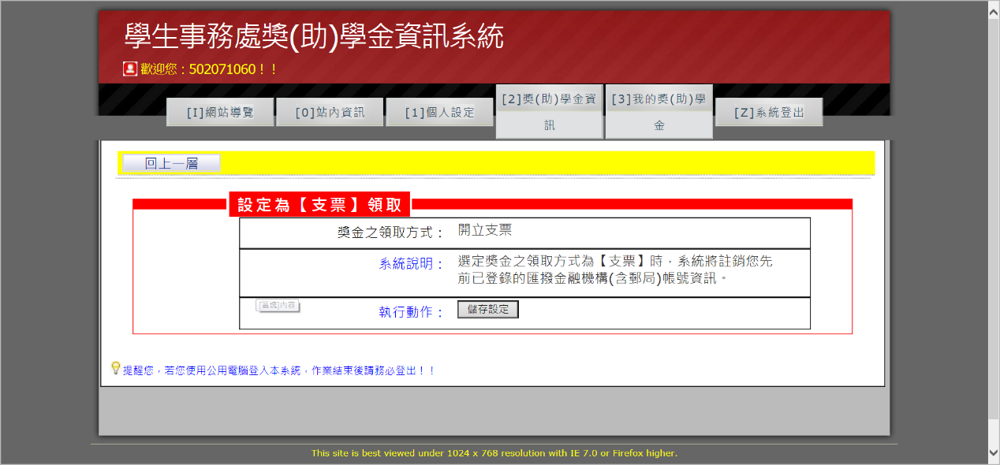 學生事務處獎(助)學金資訊系統
歡迎您：502071060！！
[I]網站導覽
[O]站內資訊
[1]個人設定
[2]獎(助)學金資
訊
[3]我的獎(助)學
金
[Z]系統登出
回上一層
設定為【支票】領取
獎金之領取方式： 開立支票
系統說明： 選定獎金之領取方式為【支票】時，系統將註銷您先
前已登錄的匯撥金融機構(含郵局)帳號資訊。
[區塊]內容
執行動作： 儲存設定
提醒您，若您使用公用電腦登入本系統，作業結束後請務必登出！！
This site is best viewed under 1024 x 768 resolution with IE 7.0 or Firefox higher.